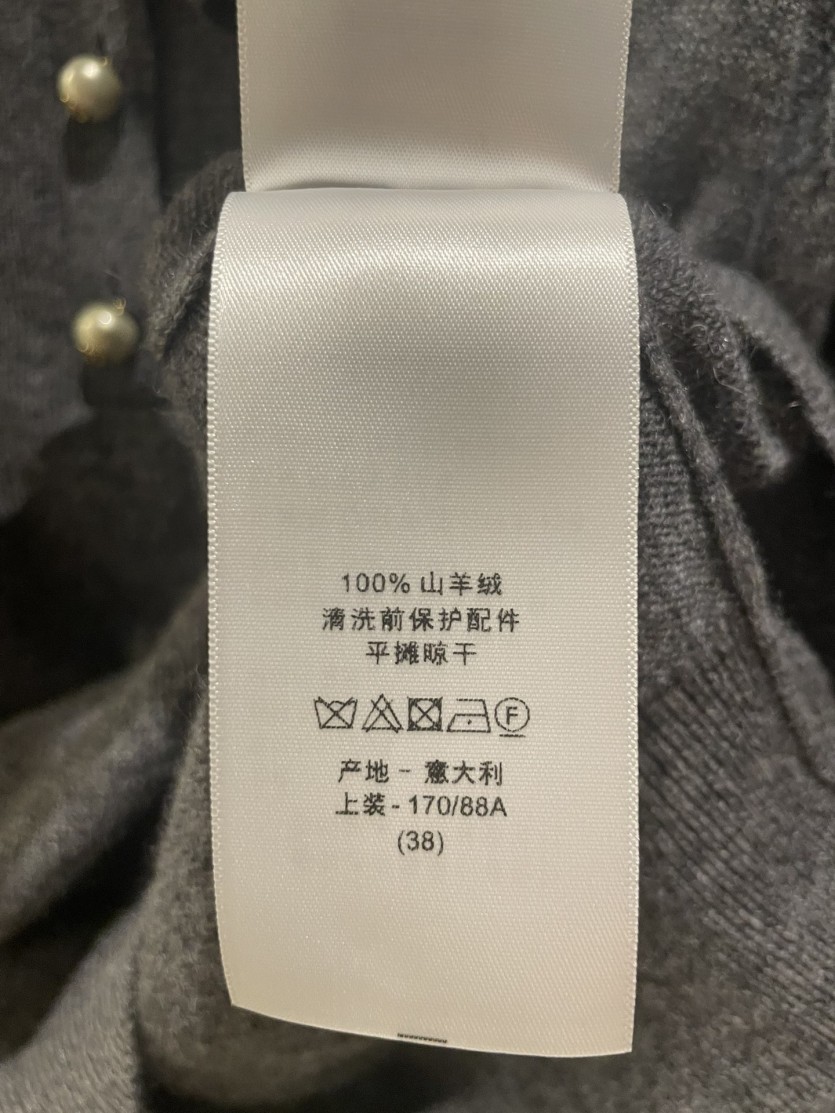 100% 山羊绒
清洗前保护配件
平摊晾干
F
产地 - 意大利
上装 - 170/88A
(38)